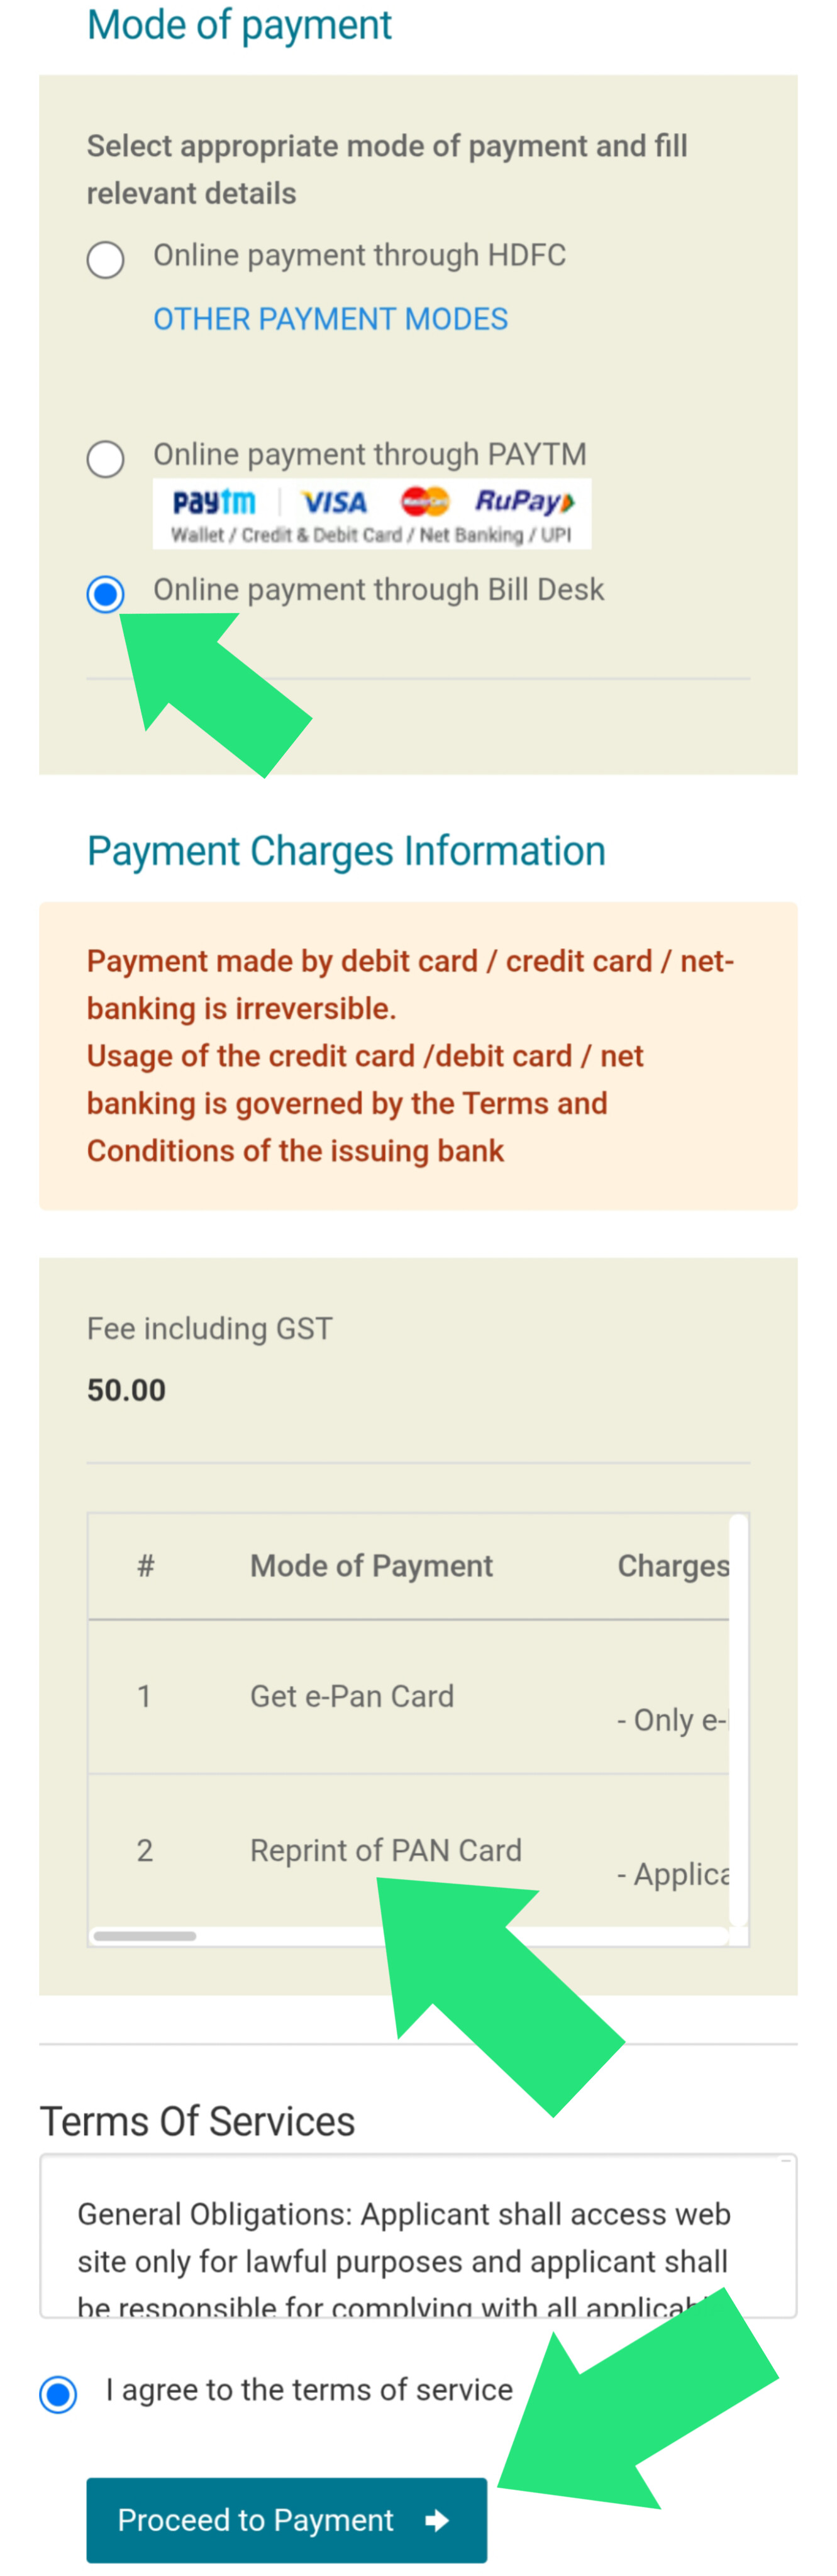 Mode of payment
Select appropriate mode of payment and fill
relevant details
Online payment through HDFC
OTHER PAYMENT MODES
Online payment through PAYTM
Paytm VISA MasterCard RuPay
Wallet / Credit & Debit Card / Net Banking / UPI
Online payment through Bill Desk
Payment Charges Information
Payment made by debit card / credit card / net-
banking is irreversible.
Usage of the credit card /debit card / net
banking is governed by the Terms and
Conditions of the issuing bank
Fee including GST
50.00
# Mode of Payment Charges
1 Get e-Pan Card
- Only e-
2 Reprint of PAN Card
- Applica
Terms Of Services
General Obligations: Applicant shall access web
site only for lawful purposes and applicant shall
be responsible for complying with all
I agree to the terms of service
Proceed to Payment